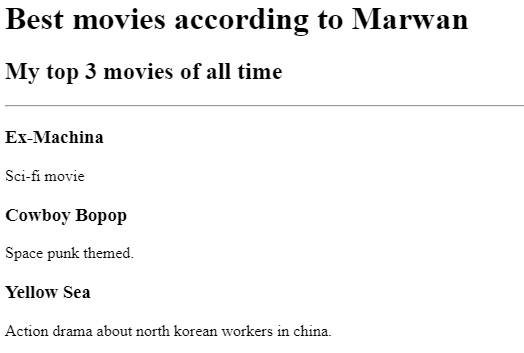 Best movies according to Marwan
My top 3 movies of all time
Ex-Machina
Sci-fi movie
Cowboy Bopop
Space punk themed.
Yellow Sea
Action drama about north korean workers in china.